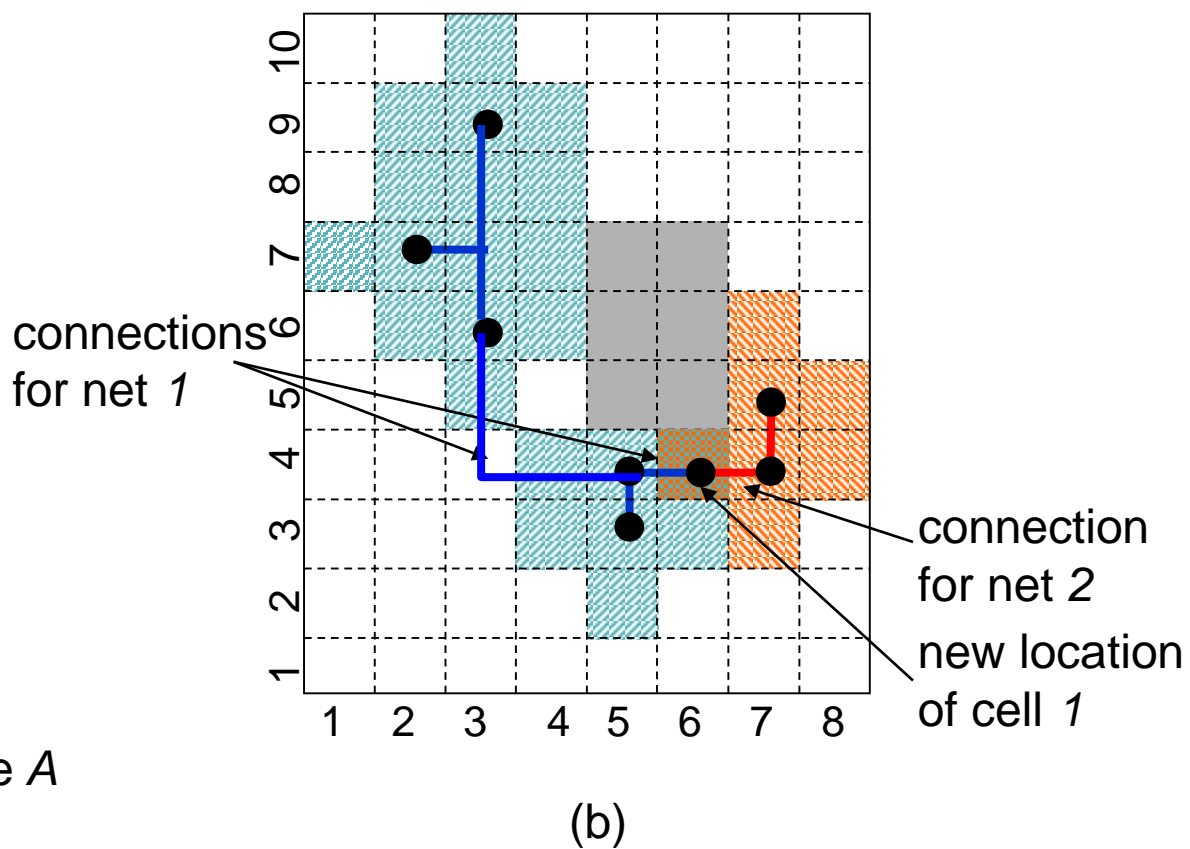 10
9
8
7
6
5
4
3
2
1
connections
for net 1
connection
for net 2
new location
of cell 1
1 2 3 4 5 6 7 8
e A
(b)